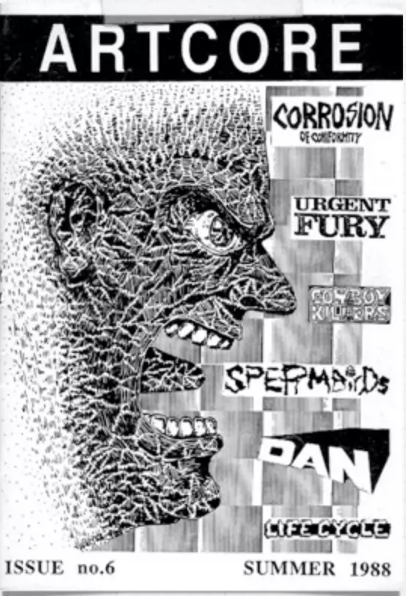 ARTCORE
CORROSION
OF CONFORMITY
URGENT
FURY
COWBOY
KILLERS
SPERMBIRDS
DAN
LIFE CYCLE
ISSUE no.6
SUMMER 1988